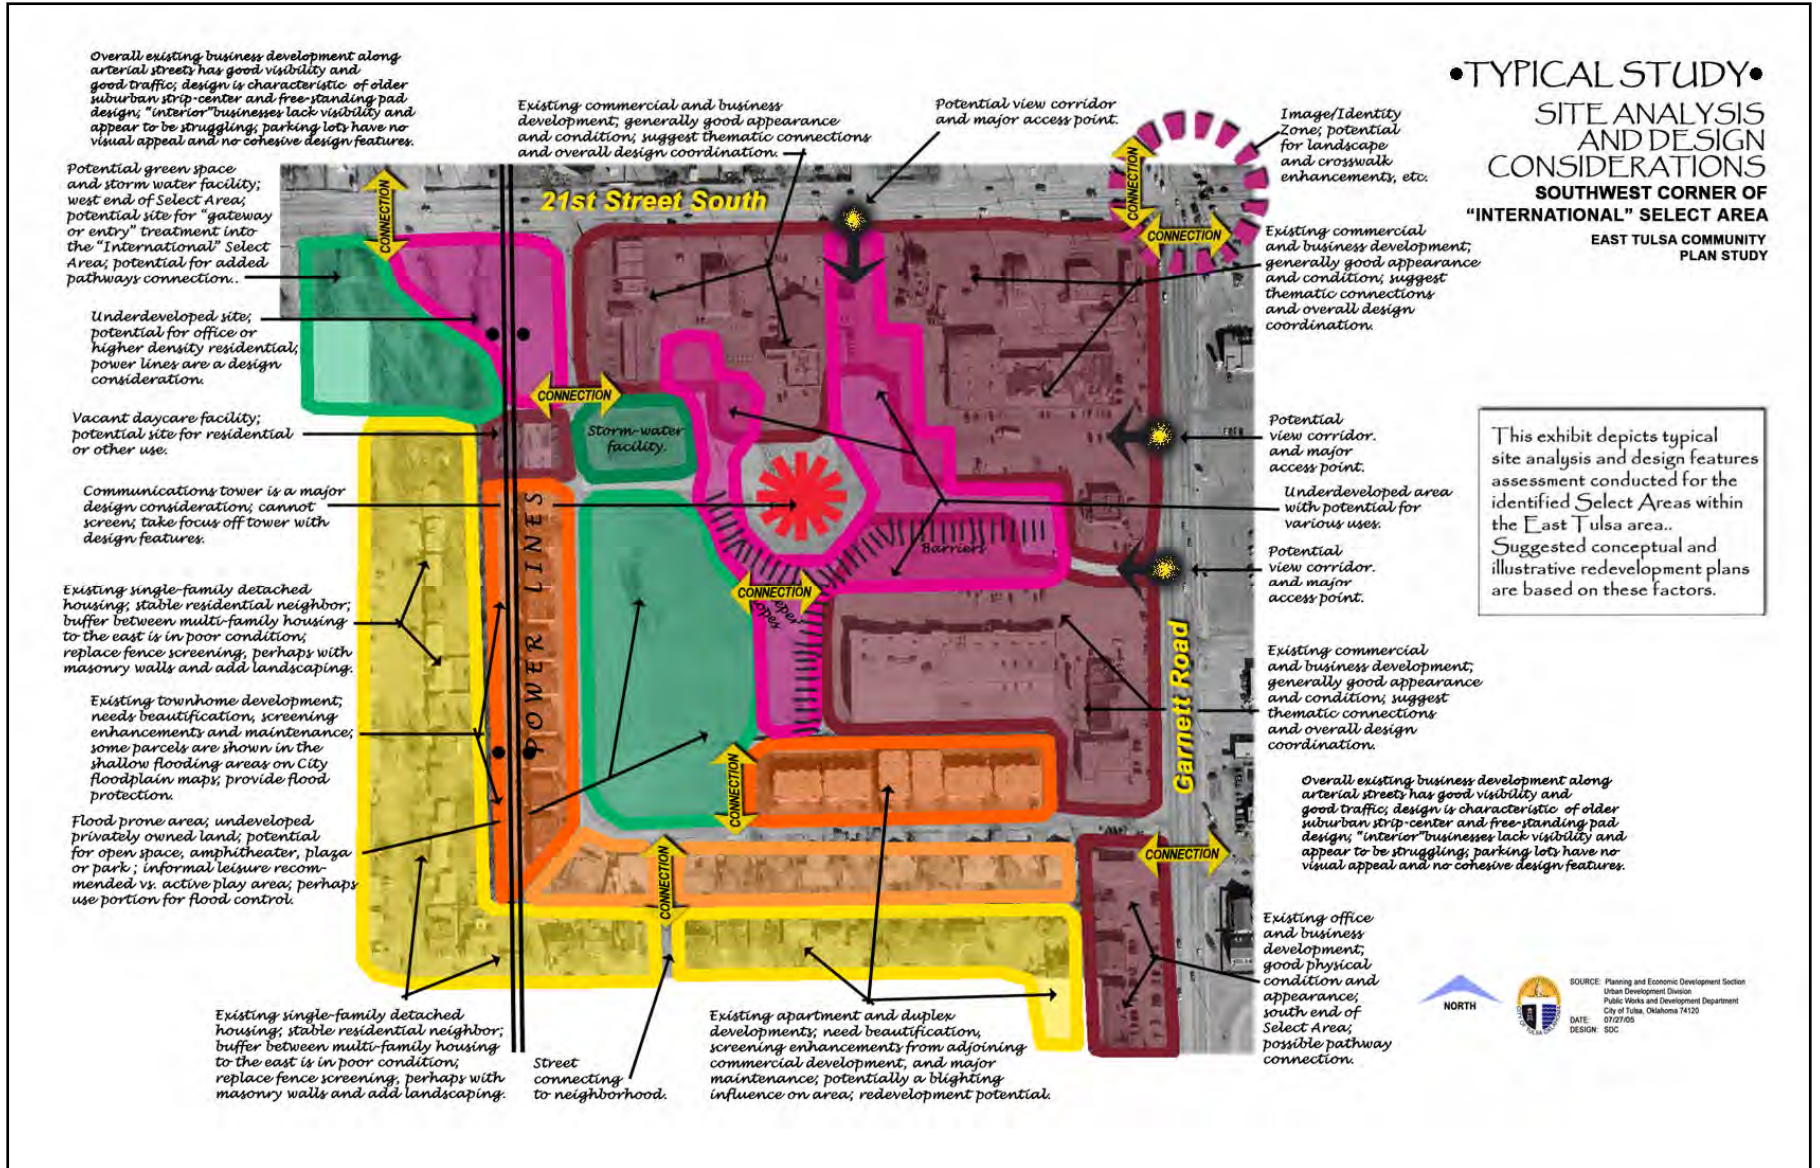 •TYPICAL STUDY•
SITE ANALYSIS
AND DESIGN
CONSIDERATIONS
SOUTHWEST CORNER OF
"INTERNATIONAL" SELECT AREA
EAST TULSA COMMUNITY
PLAN STUDY
Overall existing business development along
arterial streets has good visibility and
good traffic; design is characteristic of older
suburban strip-center and free-standing pad
design; "interior"businesses lack visibility and
appear to be struggling; parking lots have no
visual appeal and no cohesive design features.
Existing commercial and business
development; generally good appearance
and condition; suggest thematic connections
and overall design coordination.
Potential view corridor
and major access point.
Image/Identity
Zone; potential
for landscape
and crosswalk
enhancements, etc.
Potential green space
and storm water facility;
west end of Select Area;
potential site for "gateway
or entry" treatment into
the "International" Select
Area; potential for added
pathways connection..
Underdeveloped site;
potential for office or
higher density residential;
power lines are a design
consideration.
Vacant daycare facility;
potential site for residential
or other use.
Communications tower is a major
design consideration; cannot
screen; take focus off tower with
design features.
Existing single-family detached
housing; stable residential neighbor;
buffer between multi-family housing
to the east is in poor condition;
replace fence screening, perhaps with
masonry walls and add landscaping.
Existing townhome development;
needs beautification, screening
enhancements and maintenance;
some parcels are shown in the
shallow flooding areas on City
floodplain maps; provide flood
protection.
Flood prone area; undeveloped
privately owned land; potential
for open space, amphitheater, plaza
or park ; informal leisure recom-
mended vs. active play area; perhaps
use portion for flood control.
21st Street South
CONNECTION
CONNECTION
CONNECTION
CONNECTION
Storm-water
facility.
POWER LINES
Barriers
CONNECTION
CONNECTION
CONNECTION
CONNECTION
Garnett Road
Existing commercial
and business development;
generally good appearance
and condition; suggest
thematic connections
and overall design
coordination.
Potential
view corridor.
and major
access point.
Underdeveloped area
with potential for
various uses.
Potential
view corridor.
and major
access point.
Existing commercial
and business development;
generally good appearance
and condition; suggest
thematic connections
and overall design
coordination.
Overall existing business development along
arterial streets has good visibility and
good traffic; design is characteristic of older
suburban strip-center and free-standing pad
design; "interior"businesses lack visibility and
appear to be struggling; parking lots have no
visual appeal and no cohesive design features.
Existing office
and business
development;
good physical
condition and
appearance;
south end of
Select Area;
possible pathway
connection.
This exhibit depicts typical
site analysis and design features
assessment conducted for the
identified Select Areas within
the East Tulsa area..
Suggested conceptual and
illustrative redevelopment plans
are based on these factors.
Existing single-family detached
housing; stable residential neighbor;
buffer between multi-family housing
to the east is in poor condition;
replace fence screening, perhaps with
masonry walls and add landscaping.
Street
connecting
to neighborhood.
Existing apartment and duplex
developments; need beautification,
screening enhancements from adjoining
commercial development, and major
maintenance; potentially a blighting
influence on area; redevelopment potential.
NORTH
SOURCE: Planning and Economic Development Section
Urban Development Division
Public Works and Development Department
City of Tulsa, Oklahoma 74120
DATE: 07/27/05
DESIGN: SDC